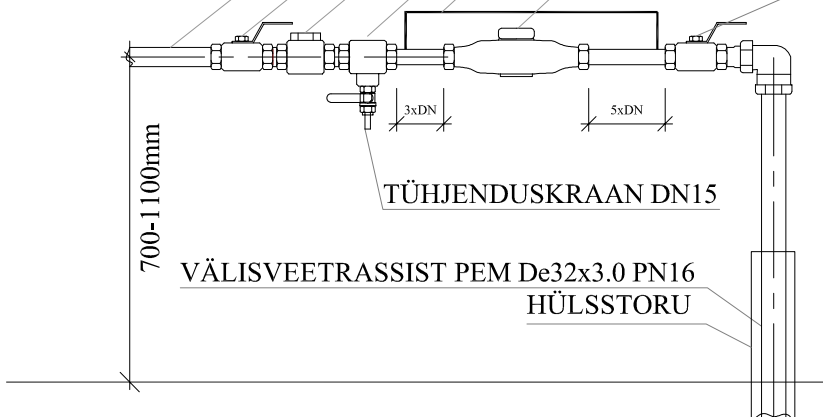 3xDN
5xDN
TÜHJENDUSKRAAN DN15
700-1100mm
VÄLISVEETRASSIST PEM De32x3.0 PN16
HÜLSSTORU